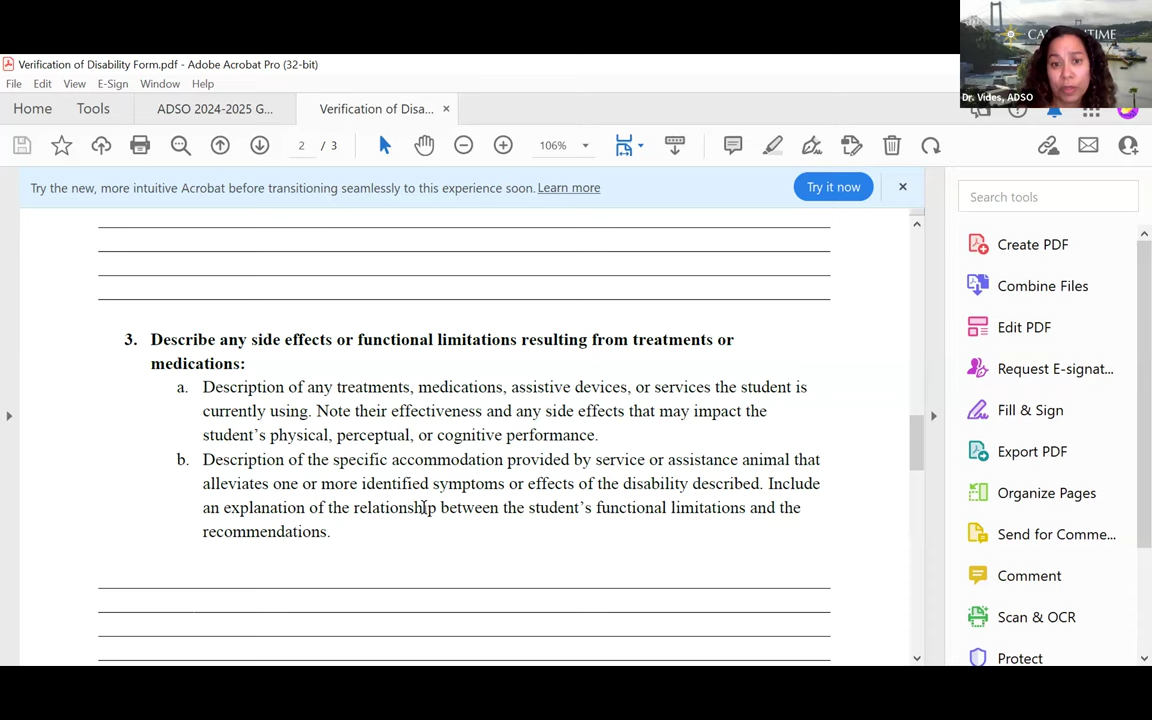 CAL MARITIME
Dr. Vides, ADSO
Verification of Disability Form.pdf - Adobe Acrobat Pro (32-bit)
File Edit View E-Sign Window Help
Home Tools ADSO 2024-2025 G... Verification of Disa... ×
2 / 3 106%
Try the new, more intuitive Acrobat before transitioning seamlessly to this experience soon. Learn more Try it now
Search tools
Create PDF
Combine Files
Edit PDF
Request E-signat...
Fill & Sign
Export PDF
Organize Pages
Send for Comme...
Comment
Scan & OCR
Protect
3. Describe any side effects or functional limitations resulting from treatments or
medications:
a. Description of any treatments, medications, assistive devices, or services the student is
currently using. Note their effectiveness and any side effects that may impact the
student’s physical, perceptual, or cognitive performance.
b. Description of the specific accommodation provided by service or assistance animal that
alleviates one or more identified symptoms or effects of the disability described. Include
an explanation of the relationship between the student’s functional limitations and the
recommendations.